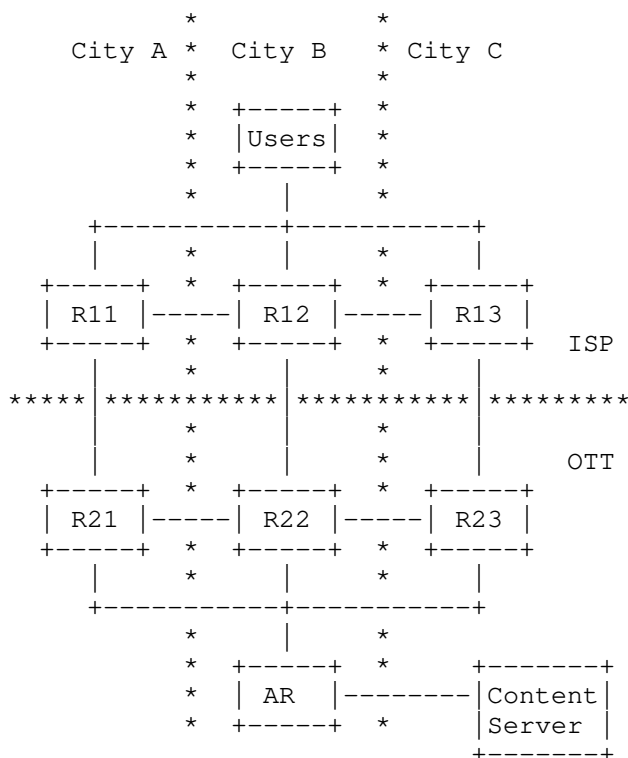 City A City B City C
Users
R11 R12 R13
ISP
OTT
R21 R22 R23
AR Content
Server